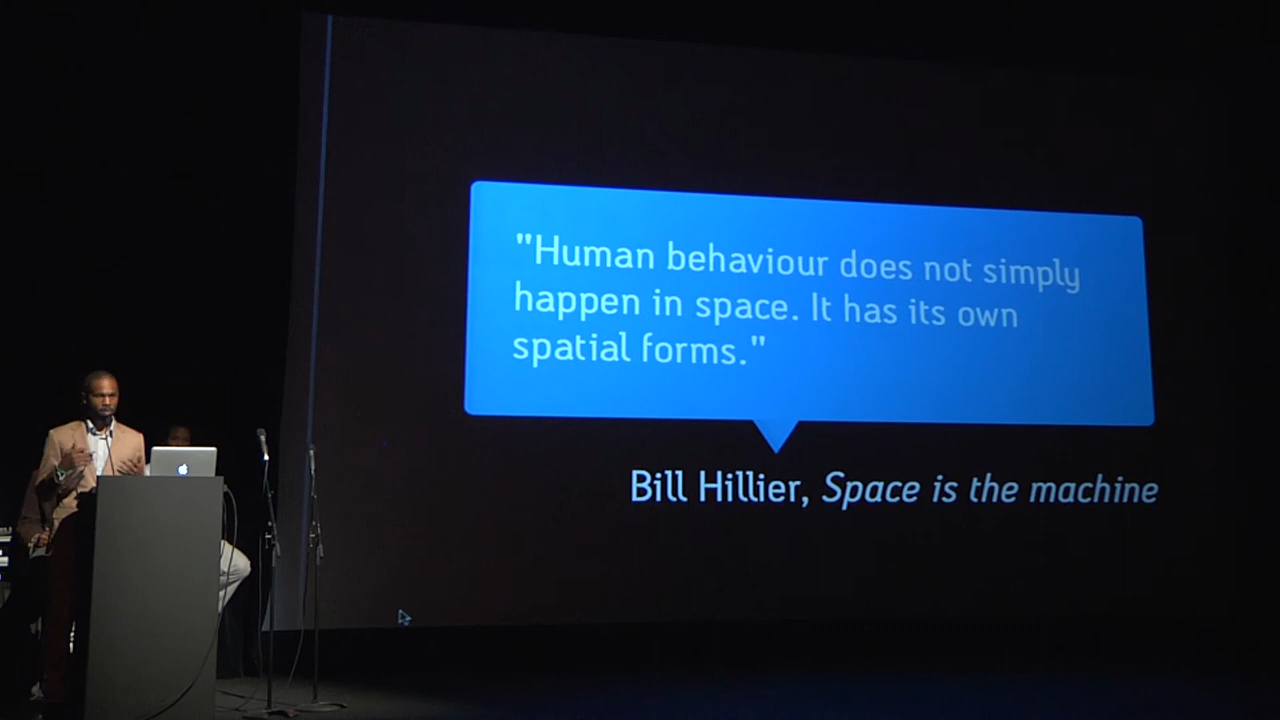 "Human behaviour does not simply
happen in space. It has its own
spatial forms."
Bill Hillier, Space is the machine